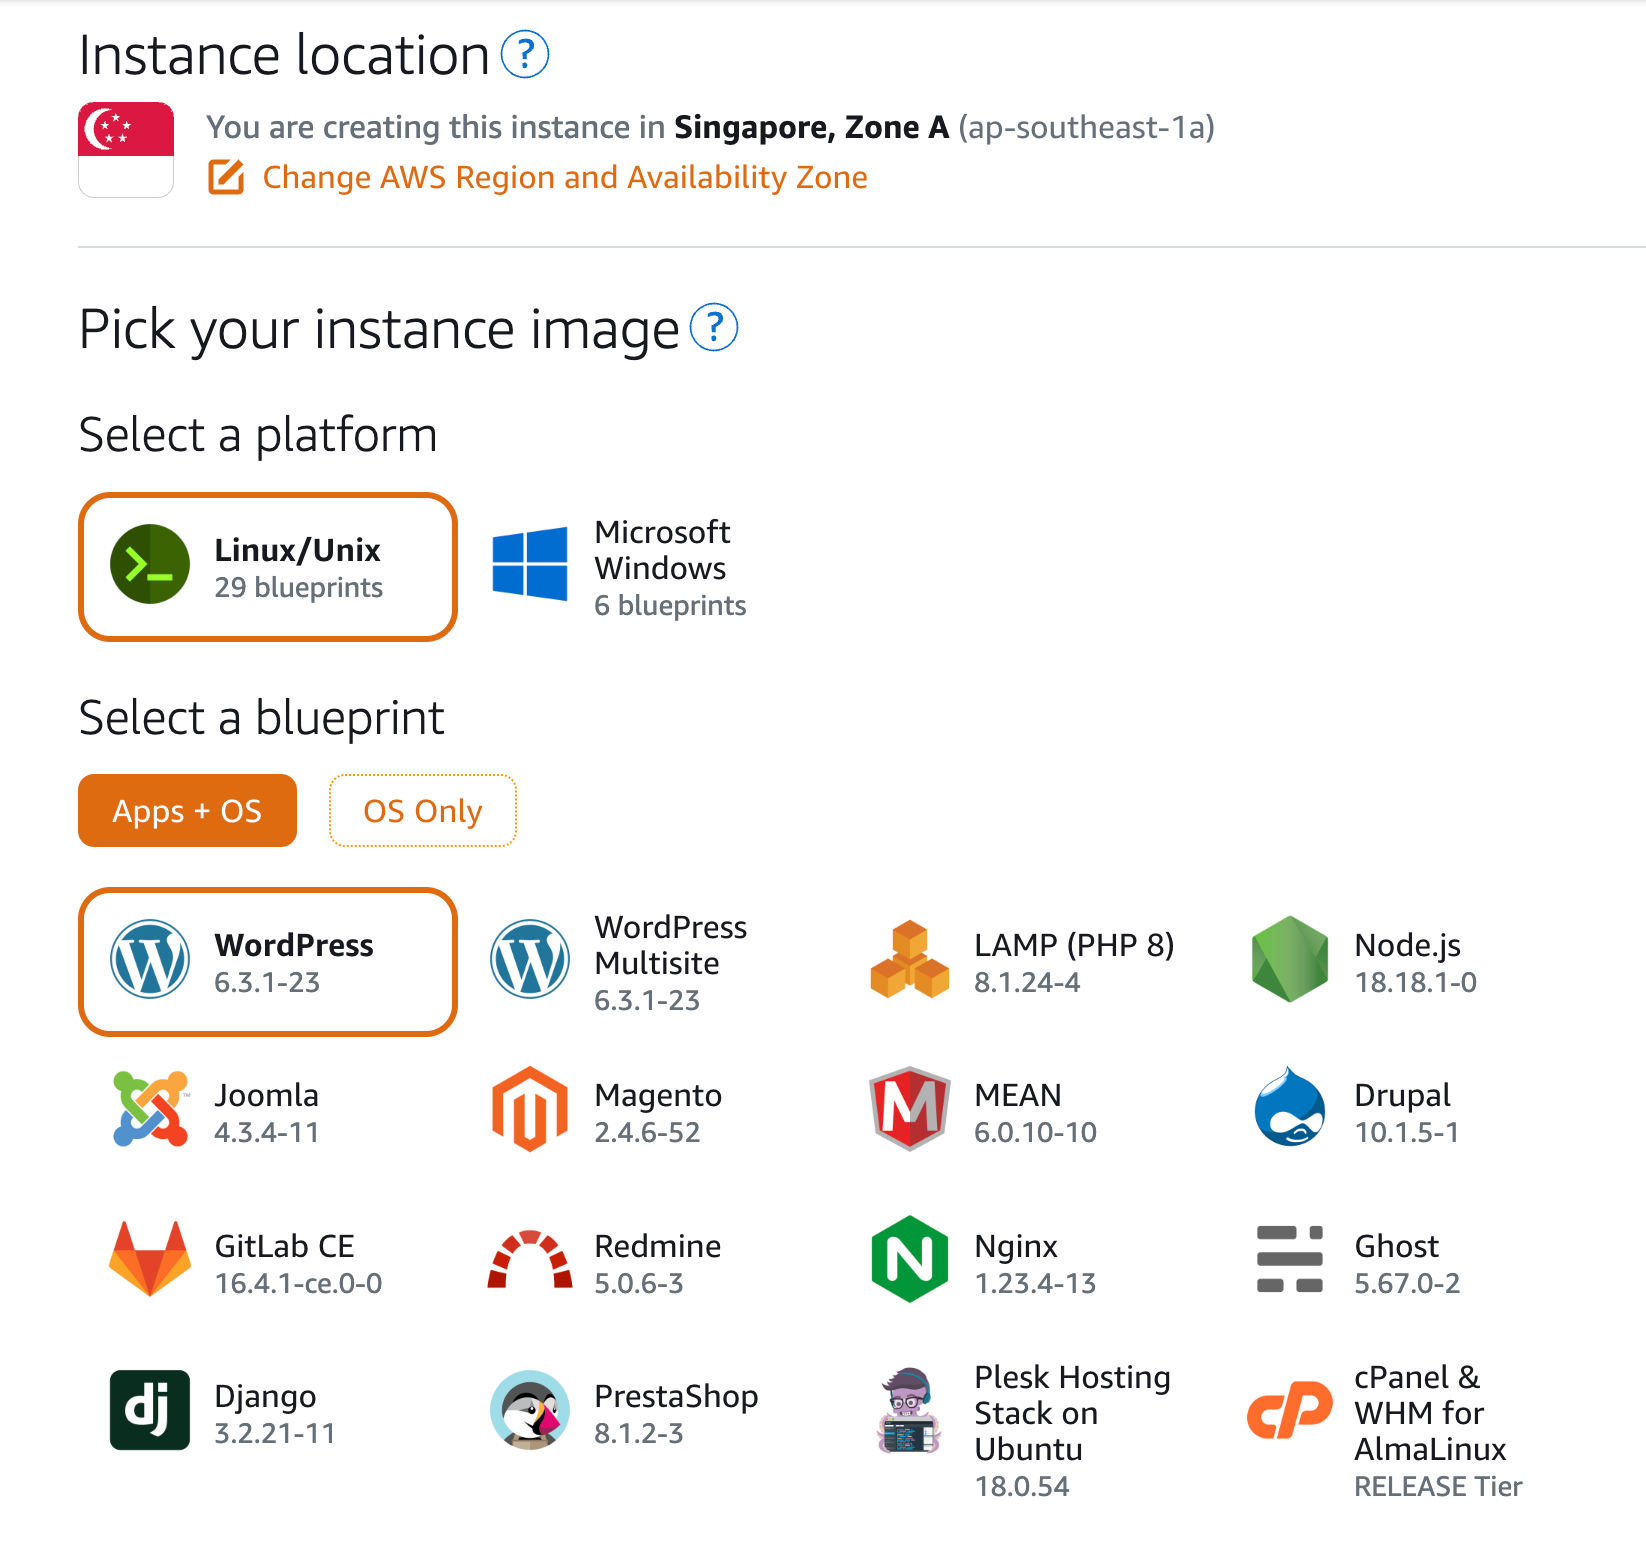 Instance location ?
You are creating this instance in Singapore, Zone A (ap-southeast-1a)
Change AWS Region and Availability Zone
Pick your instance image ?
Select a platform
Linux/Unix
29 blueprints
Microsoft
Windows
6 blueprints
Select a blueprint
Apps + OS
OS Only
WordPress
6.3.1-23
WordPress
Multisite
6.3.1-23
LAMP (PHP 8)
8.1.24-4
Node.js
18.18.1-0
Joomla
4.3.4-11
Magento
2.4.6-52
MEAN
6.0.10-10
Drupal
10.1.5-1
GitLab CE
16.4.1-ce.0-0
Redmine
5.0.6-3
Nginx
1.23.4-13
Ghost
5.67.0-2
dj
Django
3.2.21-11
PrestaShop
8.1.2-3
Plesk Hosting
Stack on
Ubuntu
18.0.54
cP
cPanel &
WHM for
AlmaLinux
RELEASE Tier